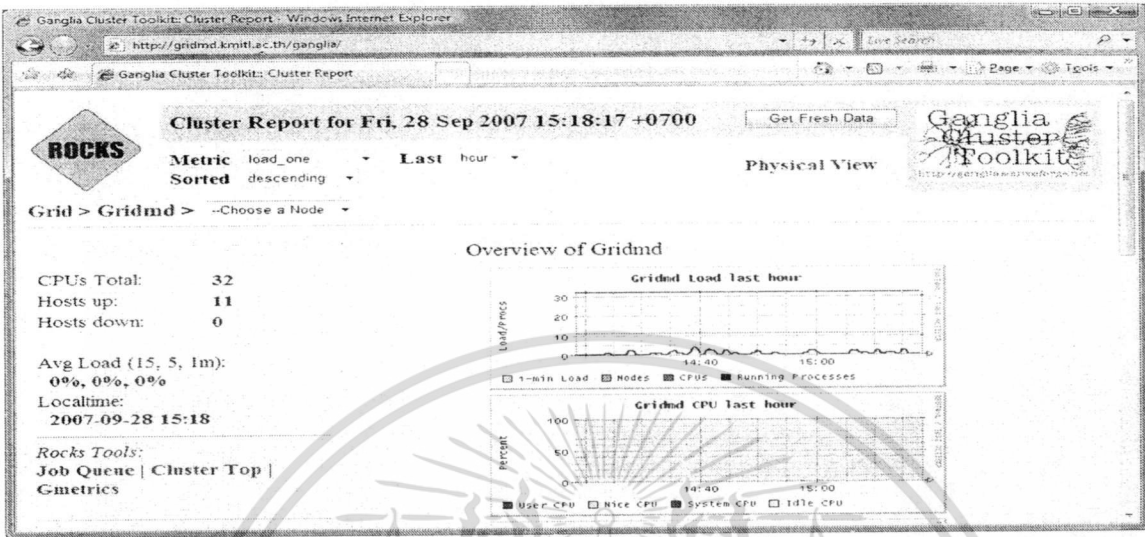 Ganglia Cluster Toolkit:: Cluster Report - Windows Internet Explorer
http://gridmd.kmitl.ac.th/ganglia/
Live Search
Ganglia Cluster Toolkit:: Cluster Report
Page
Tools
Cluster Report for Fri, 28 Sep 2007 15:18:17 +0700
Get Fresh Data
Ganglia
Cluster
Toolkit
ROCKS
Metric load_one Last hour
Sorted descending
Physical View
Grid > Gridmd > --Choose a Node
Overview of Gridmd
CPUs Total: 32
Hosts up: 11
Hosts down: 0
Avg Load (15, 5, 1m):
0%, 0%, 0%
Localtime:
2007-09-28 15:18
Rocks Tools:
Job Queue | Cluster Top |
Gmetrics
Gridmd Load last hour
Load/Procs
30
20
10
0
14:40 15:00
1-min Load Nodes CPUs Running Processes
Gridmd CPU last hour
Percent
100
50
0
14:40 15:00
User CPU Nice CPU System CPU Idle CPU